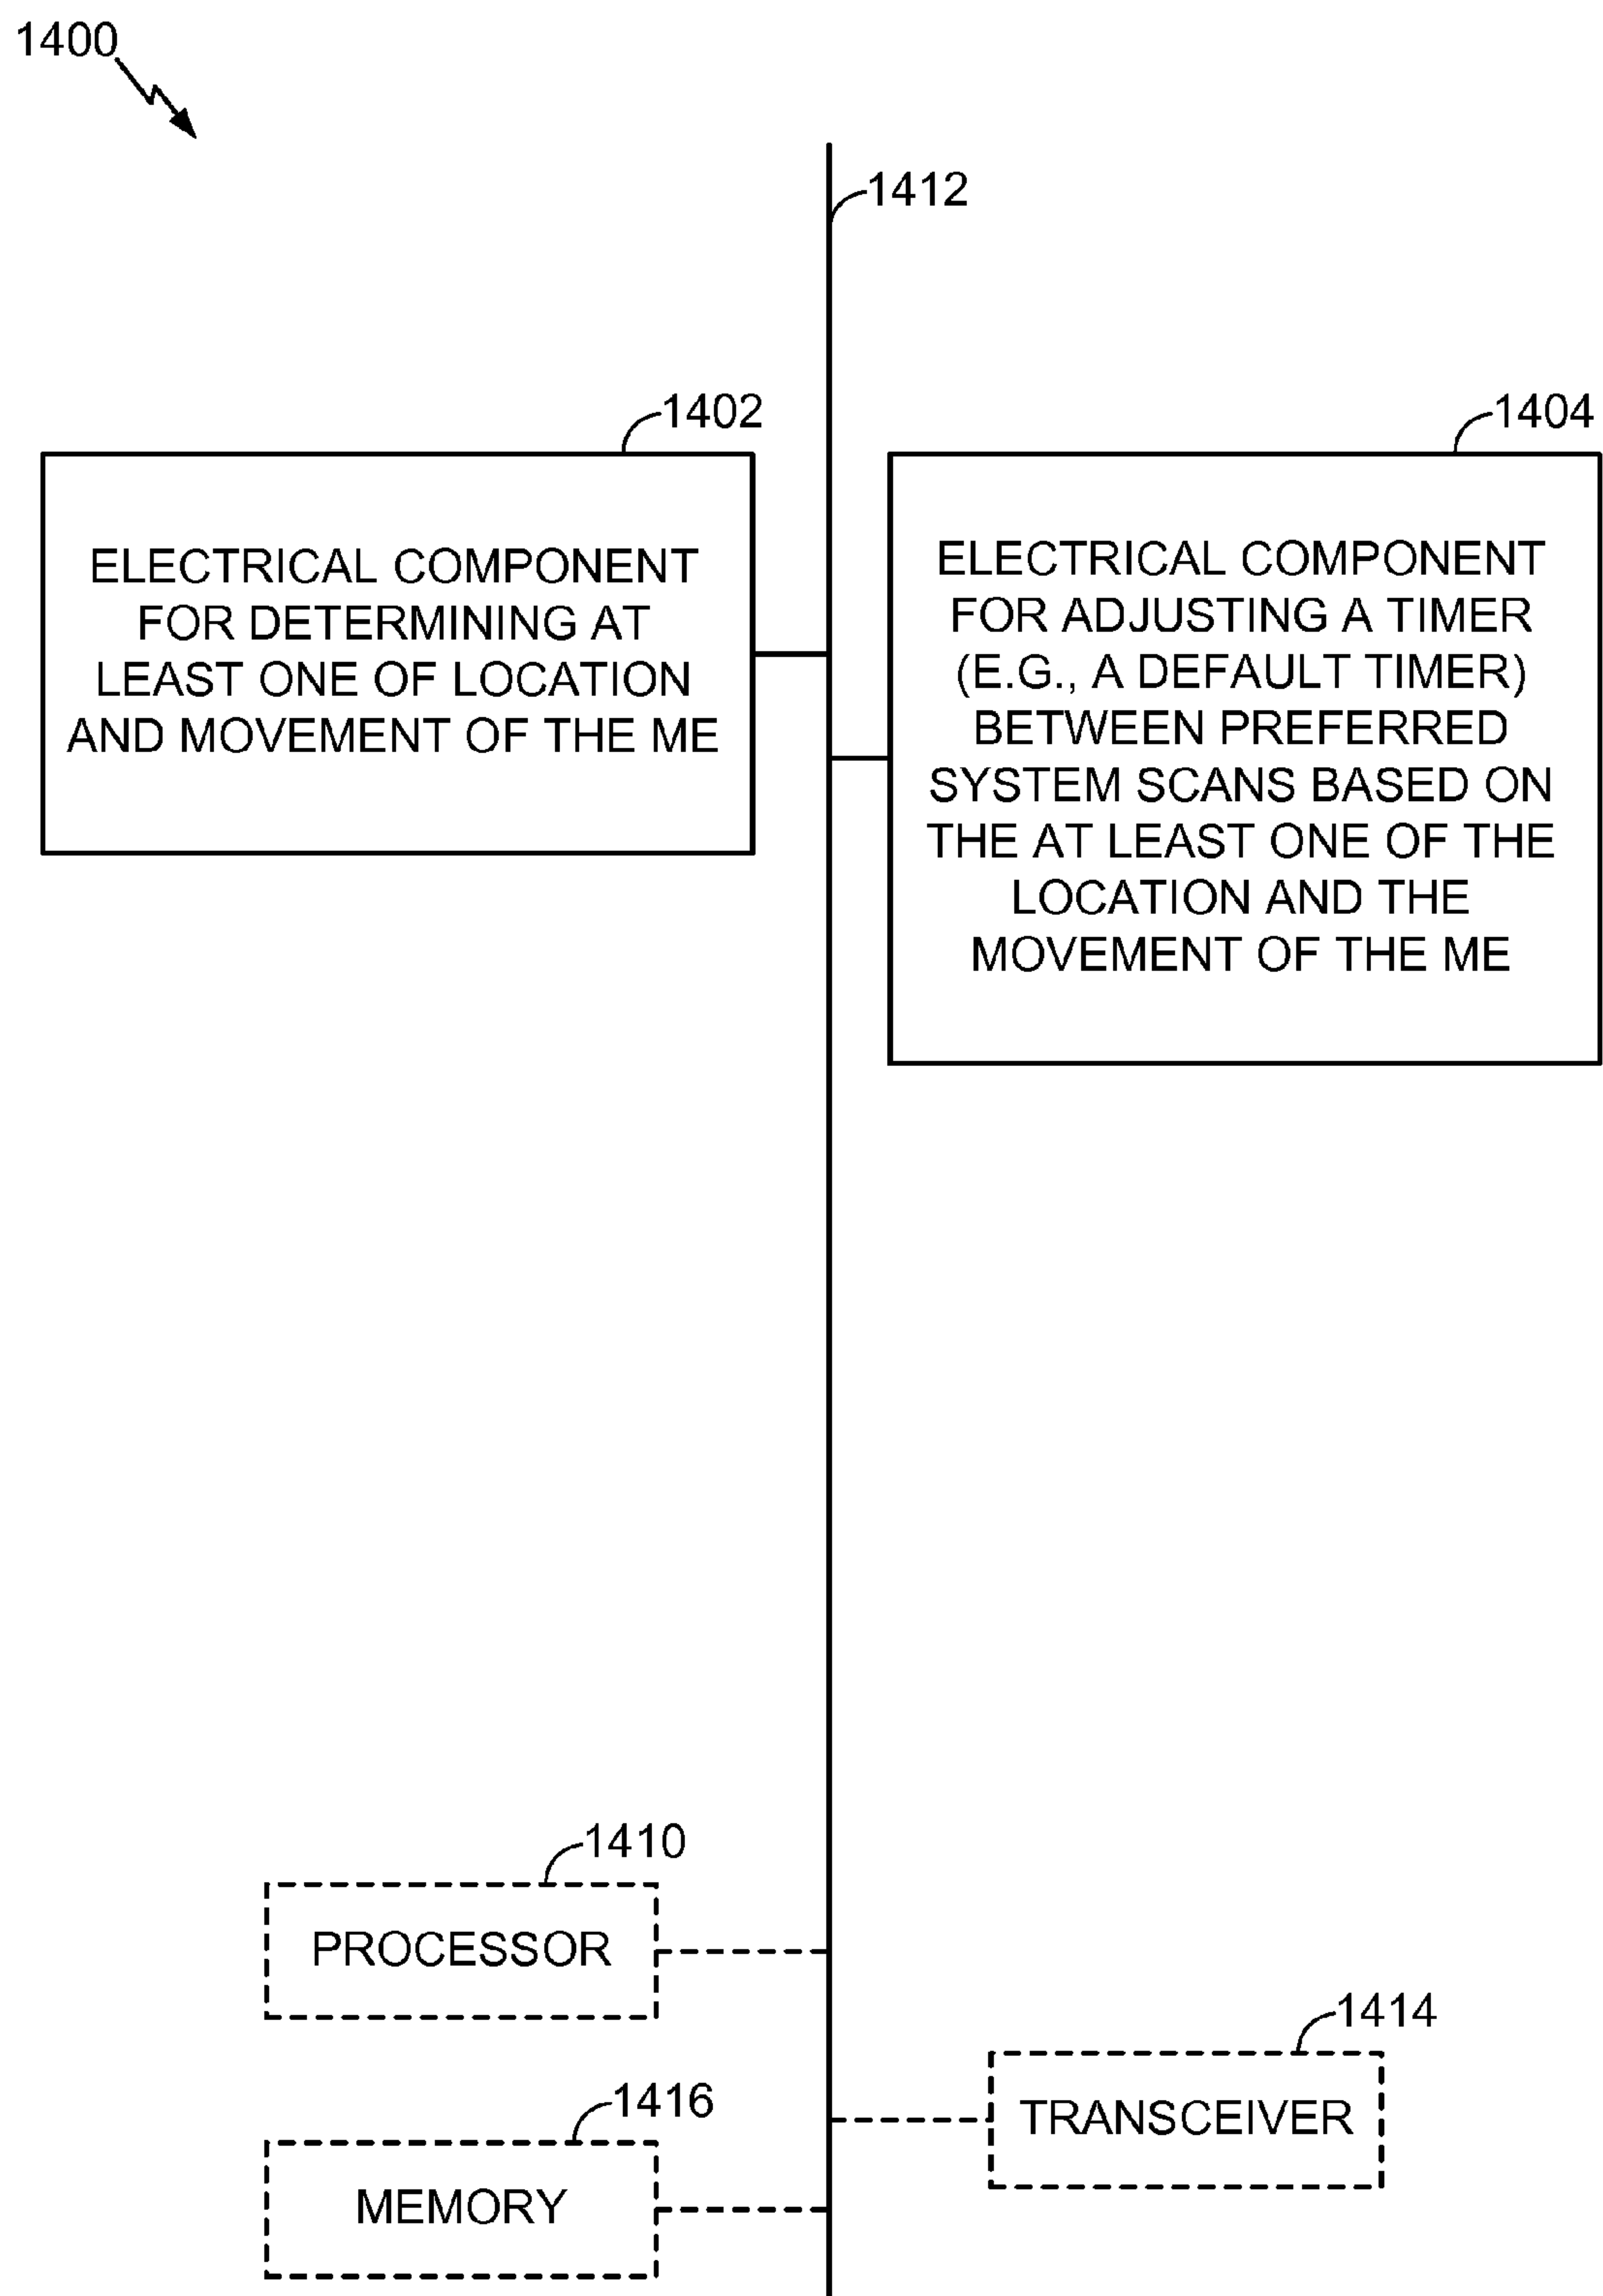 1400
1412
1402
ELECTRICAL COMPONENT
FOR DETERMINING AT
LEAST ONE OF LOCATION
AND MOVEMENT OF THE ME
1404
ELECTRICAL COMPONENT
FOR ADJUSTING A TIMER
(E.G., A DEFAULT TIMER)
BETWEEN PREFERRED
SYSTEM SCANS BASED ON
THE AT LEAST ONE OF THE
LOCATION AND THE
MOVEMENT OF THE ME
1410
PROCESSOR
1414
TRANSCEIVER
1416
MEMORY